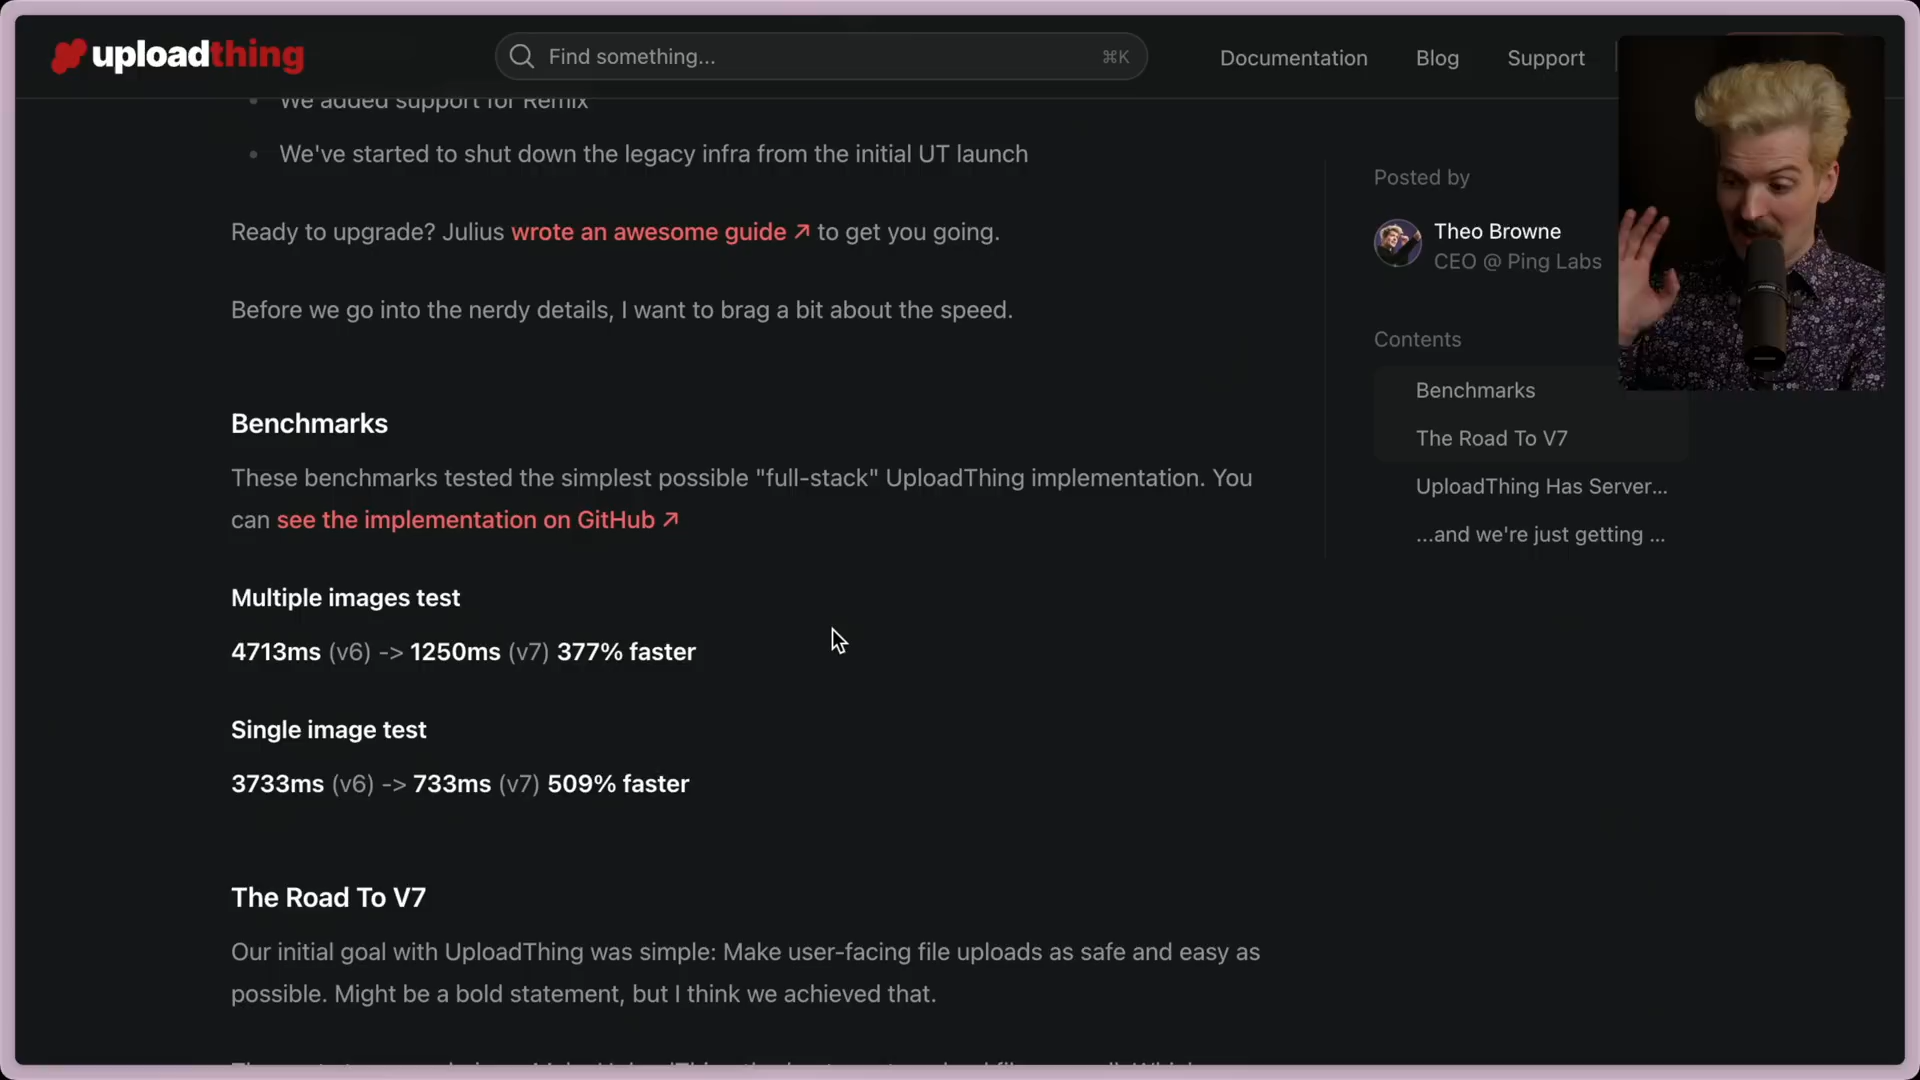 uploadthing
Find something...
⌘K
Documentation
Blog
Support
We added support for Remix
We've started to shut down the legacy infra from the initial UT launch
Ready to upgrade? Julius wrote an awesome guide ↗ to get you going.
Before we go into the nerdy details, I want to brag a bit about the speed.
Benchmarks
These benchmarks tested the simplest possible "full-stack" UploadThing implementation. You
can see the implementation on GitHub ↗
Multiple images test
4713ms (v6) -> 1250ms (v7) 377% faster
Single image test
3733ms (v6) -> 733ms (v7) 509% faster
The Road To V7
Our initial goal with UploadThing was simple: Make user-facing file uploads as safe and easy as
possible. Might be a bold statement, but I think we achieved that.
Posted by
Theo Browne
CEO @ Ping Labs
Contents
Benchmarks
The Road To V7
UploadThing Has Server...
...and we're just getting ...